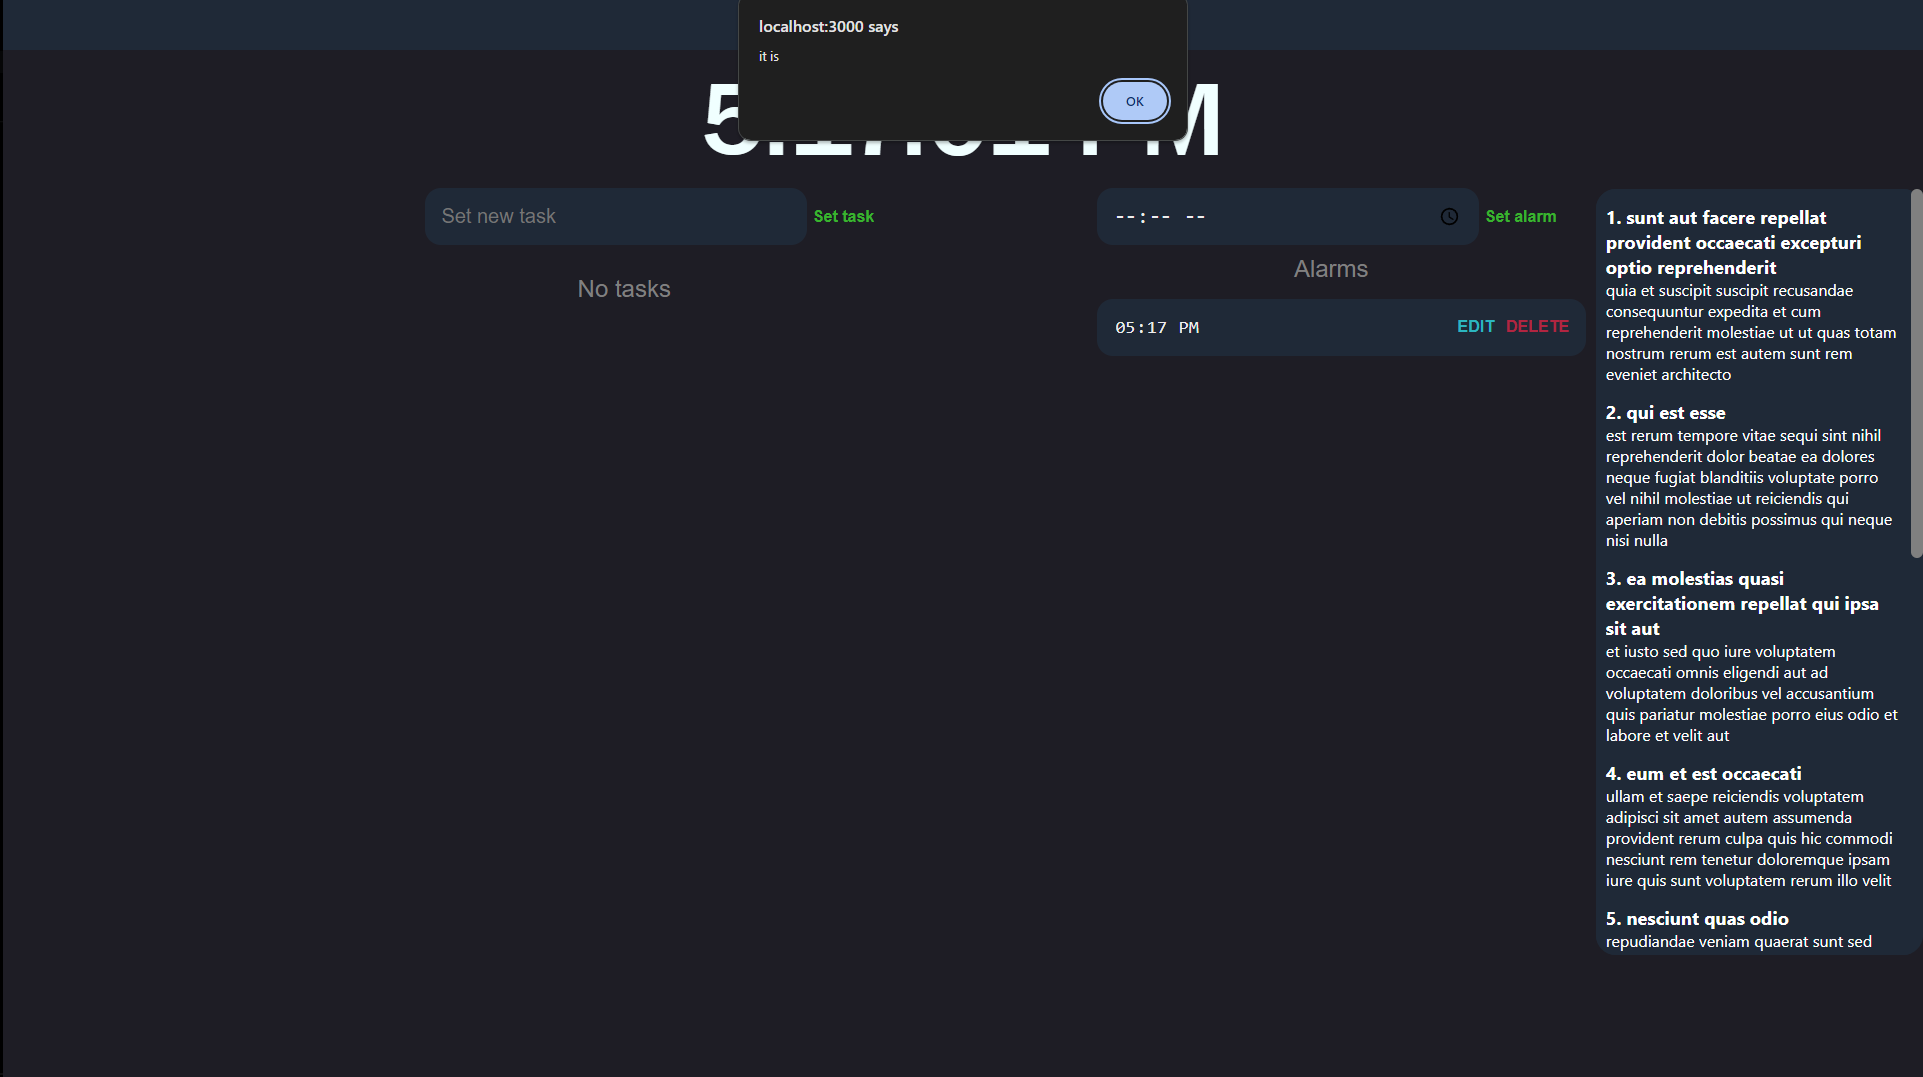 localhost:3000 says
it is
OK
Set new task
Set task
No tasks
--:-- --
Set alarm
Alarms
05:17 PM
EDIT DELETE
1. sunt aut facere repellat
provident occaecati excepturi
optio reprehenderit
quia et suscipit suscipit recusandae
consequuntur expedita et cum
reprehenderit molestiae ut ut quas totam
nostrum rerum est autem sunt rem
eveniet architecto
2. qui est esse
est rerum tempore vitae sequi sint nihil
reprehenderit dolor beatae ea dolores
neque fugiat blanditiis voluptate porro
vel nihil molestiae ut reiciendis qui
aperiam non debitis possimus qui neque
nisi nulla
3. ea molestias quasi
exercitationem repellat qui ipsa
sit aut
et iusto sed quo iure voluptatem
occaecati omnis eligendi aut ad
voluptatem doloribus vel accusantium
quis pariatur molestiae porro eius odio et
labore et velit aut
4. eum et est occaecati
ullam et saepe reiciendis voluptatem
adipisci sit amet autem assumenda
provident rerum culpa quis hic commodi
nesciunt rem tenetur doloremque ipsam
iure quis sunt voluptatem rerum illo velit
5. nesciunt quas odio
repudiandae veniam quaerat sunt sed